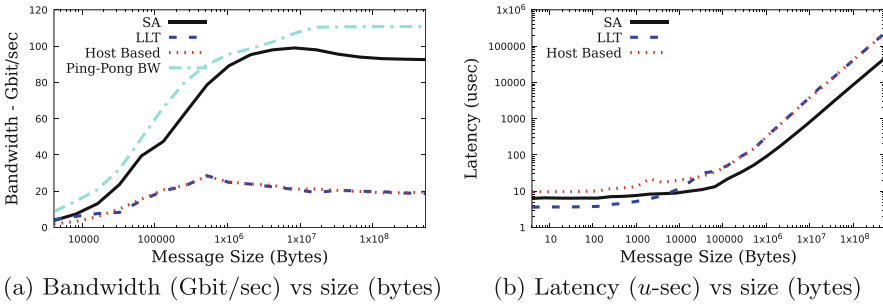 SA
LLT
Host Based
Ping-Pong BW
120
100
80
60
40
20
0
Bandwidth - Gbit/sec
10000 100000 1x10⁶ 1x10⁷ 1x10⁸
Message Size (Bytes)
(a) Bandwidth (Gbit/sec) vs size (bytes)
SA
LLT
Host Based
1x10⁶
100000
10000
1000
100
10
1
Latency (usec)
10 100 1000 10000 100000 1x10⁶ 1x10⁷ 1x10⁸
Message Size (Bytes)
(b) Latency (u-sec) vs size (bytes)